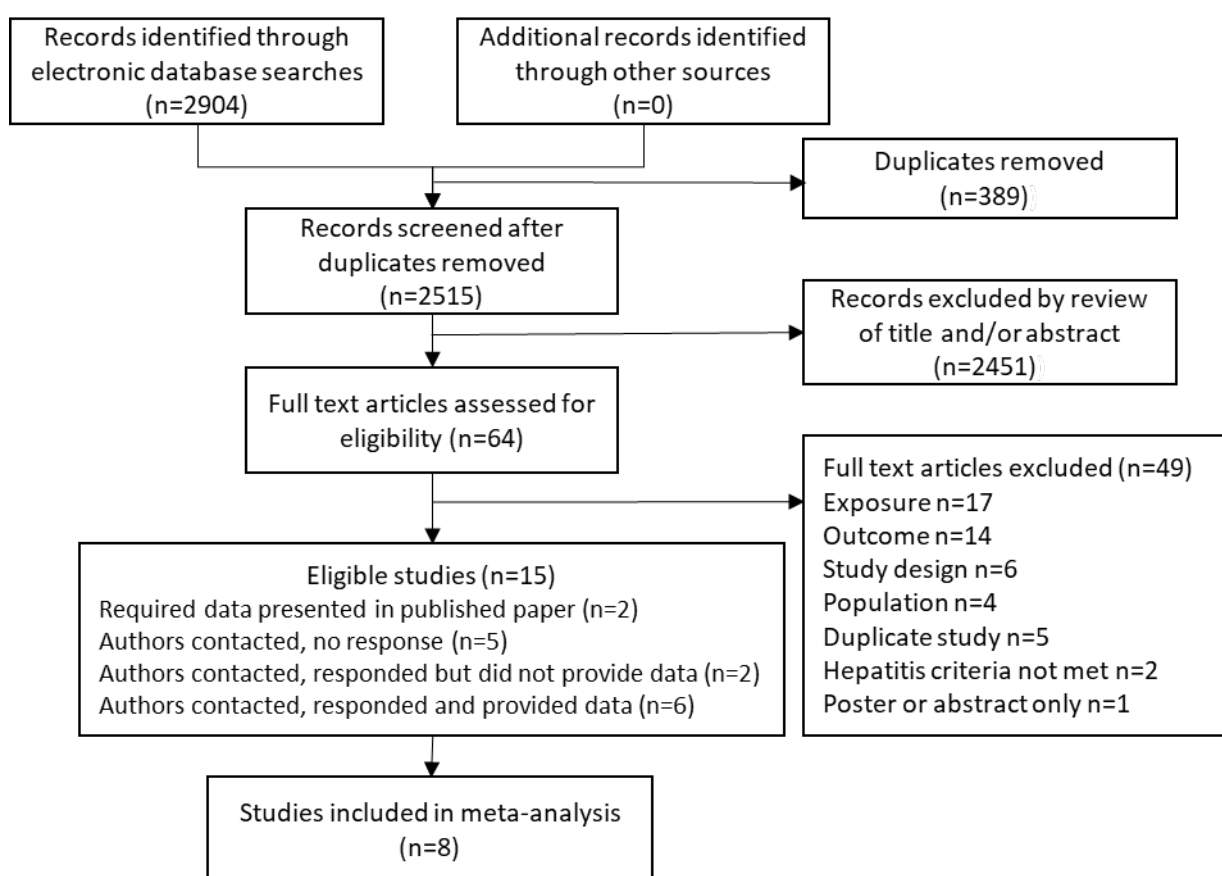 Records identified through
electronic database searches
(n=2904)
Additional records identified
through other sources
(n=0)
Duplicates removed
(n=389)
Records screened after
duplicates removed
(n=2515)
Records excluded by review
of title and/or abstract
(n=2451)
Full text articles assessed for
eligibility (n=64)
Full text articles excluded (n=49)
Exposure n=17
Outcome n=14
Study design n=6
Population n=4
Duplicate study n=5
Hepatitis criteria not met n=2
Poster or abstract only n=1
Eligible studies (n=15)
Required data presented in published paper (n=2)
Authors contacted, no response (n=5)
Authors contacted, responded but did not provide data (n=2)
Authors contacted, responded and provided data (n=6)
Studies included in meta-analysis
(n=8)